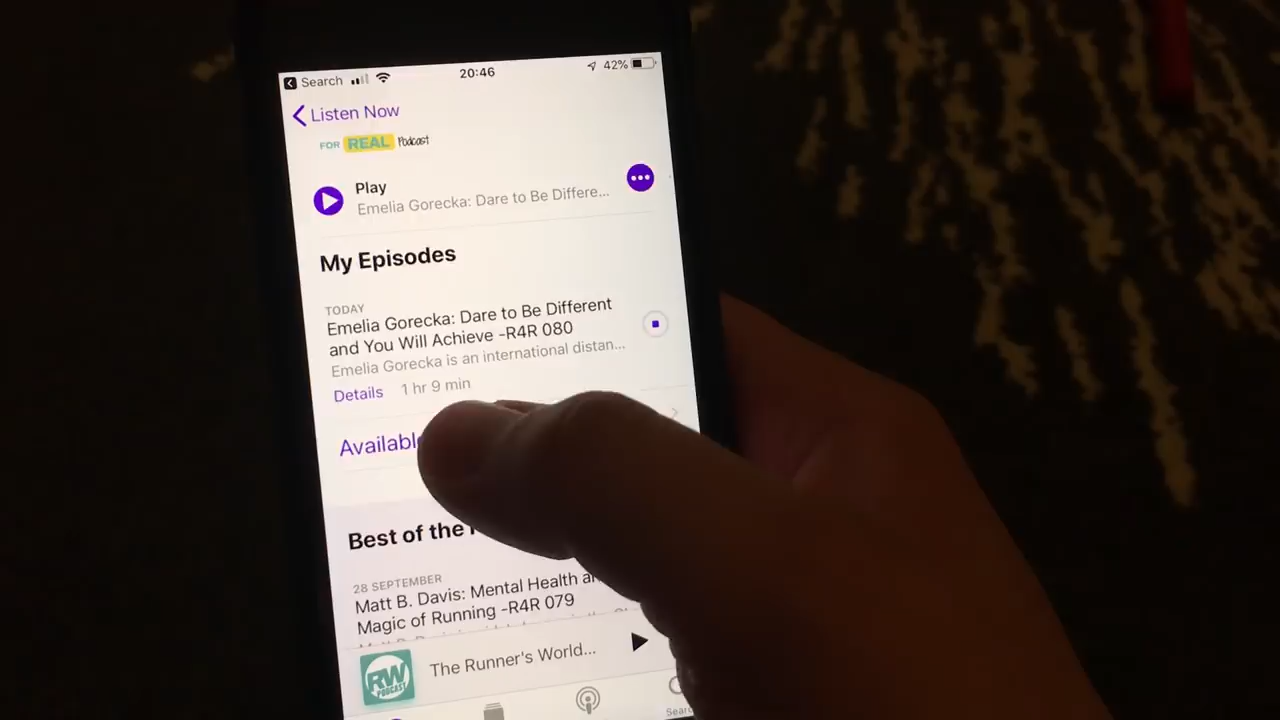 Search 20:46 42%
Listen Now
FOR REAL Podcast
Play
Emelia Gorecka: Dare to Be Differe...
My Episodes
TODAY
Emelia Gorecka: Dare to Be Different
and You Will Achieve -R4R 080
Emelia Gorecka is an international distan...
Details 1 hr 9 min
Best of the
28 SEPTEMBER
Matt B. Davis: Mental Health
Magic of Running -R4R 079
The Runner's World...
RW
PODCAST